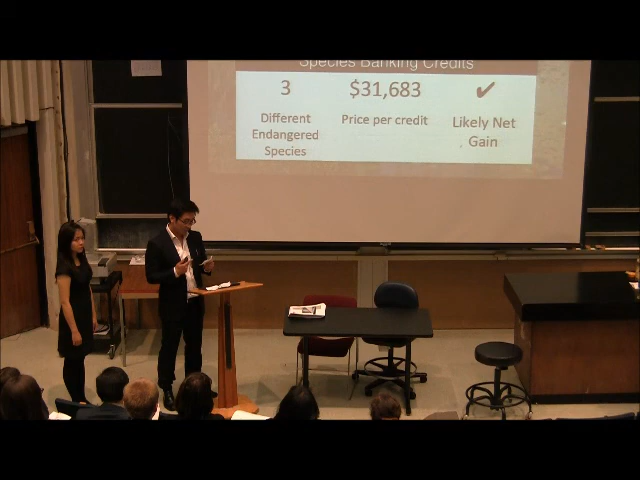 Species Banking Credits
3 $31,683 ✔
Different Endangered Species
Price per credit
Likely Net Gain